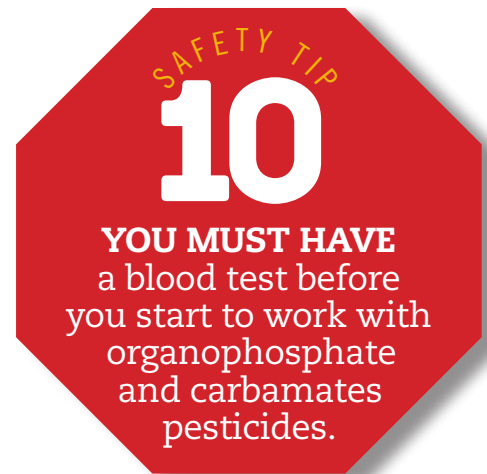 SAFETY TIP
10
YOU MUST HAVE
a blood test before
you start to work with
organophosphate
and carbamates
pesticides.